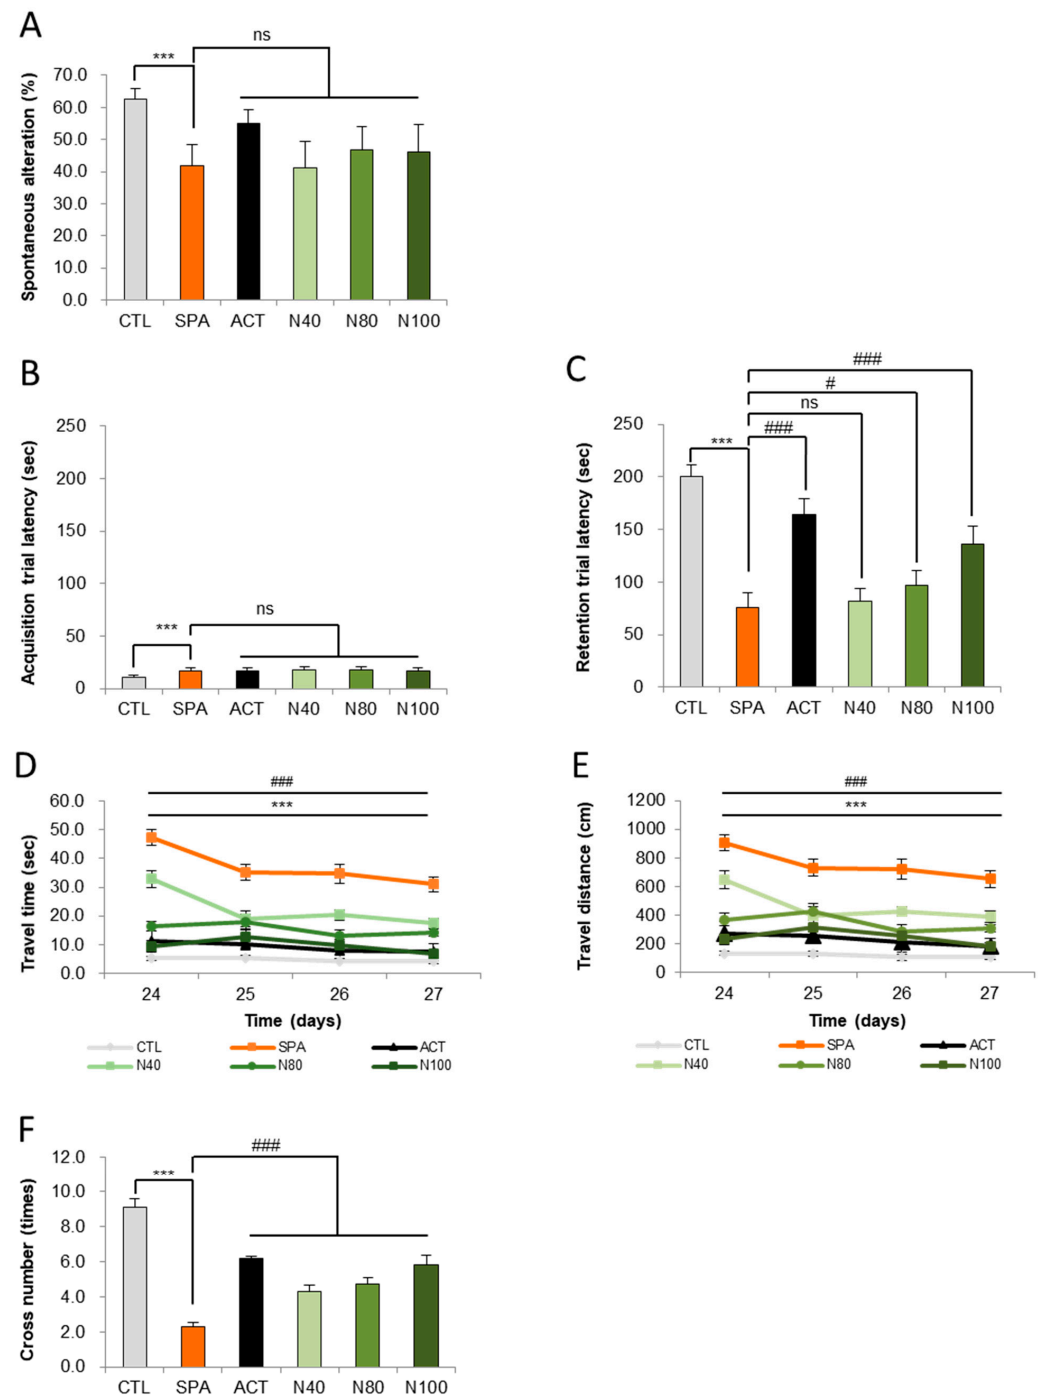 A
ns
***
Spontaneous alteration (%)
70.0
60.0
50.0
40.0
30.0
20.0
10.0
0.0
CTL SPA ACT N40 N80 N100
B
Acquisition trial latency (sec)
250
200
150
100
50
0
***
ns
CTL SPA ACT N40 N80 N100
C
###
#
ns
###
***
Retention trial latency (sec)
250
200
150
100
50
0
CTL SPA ACT N40 N80 N100
D
###
***
Travel time (sec)
60.0
50.0
40.0
30.0
20.0
10.0
0.0
24 25 26 27
Time (days)
CTL SPA ACT
N40 N80 N100
E
###
***
Travel distance (cm)
1200
1000
800
600
400
200
0
24 25 26 27
Time (days)
CTL SPA ACT
N40 N80 N100
F
###
***
Cross number (times)
12.0
10.0
8.0
6.0
4.0
2.0
0.0
CTL SPA ACT N40 N80 N100